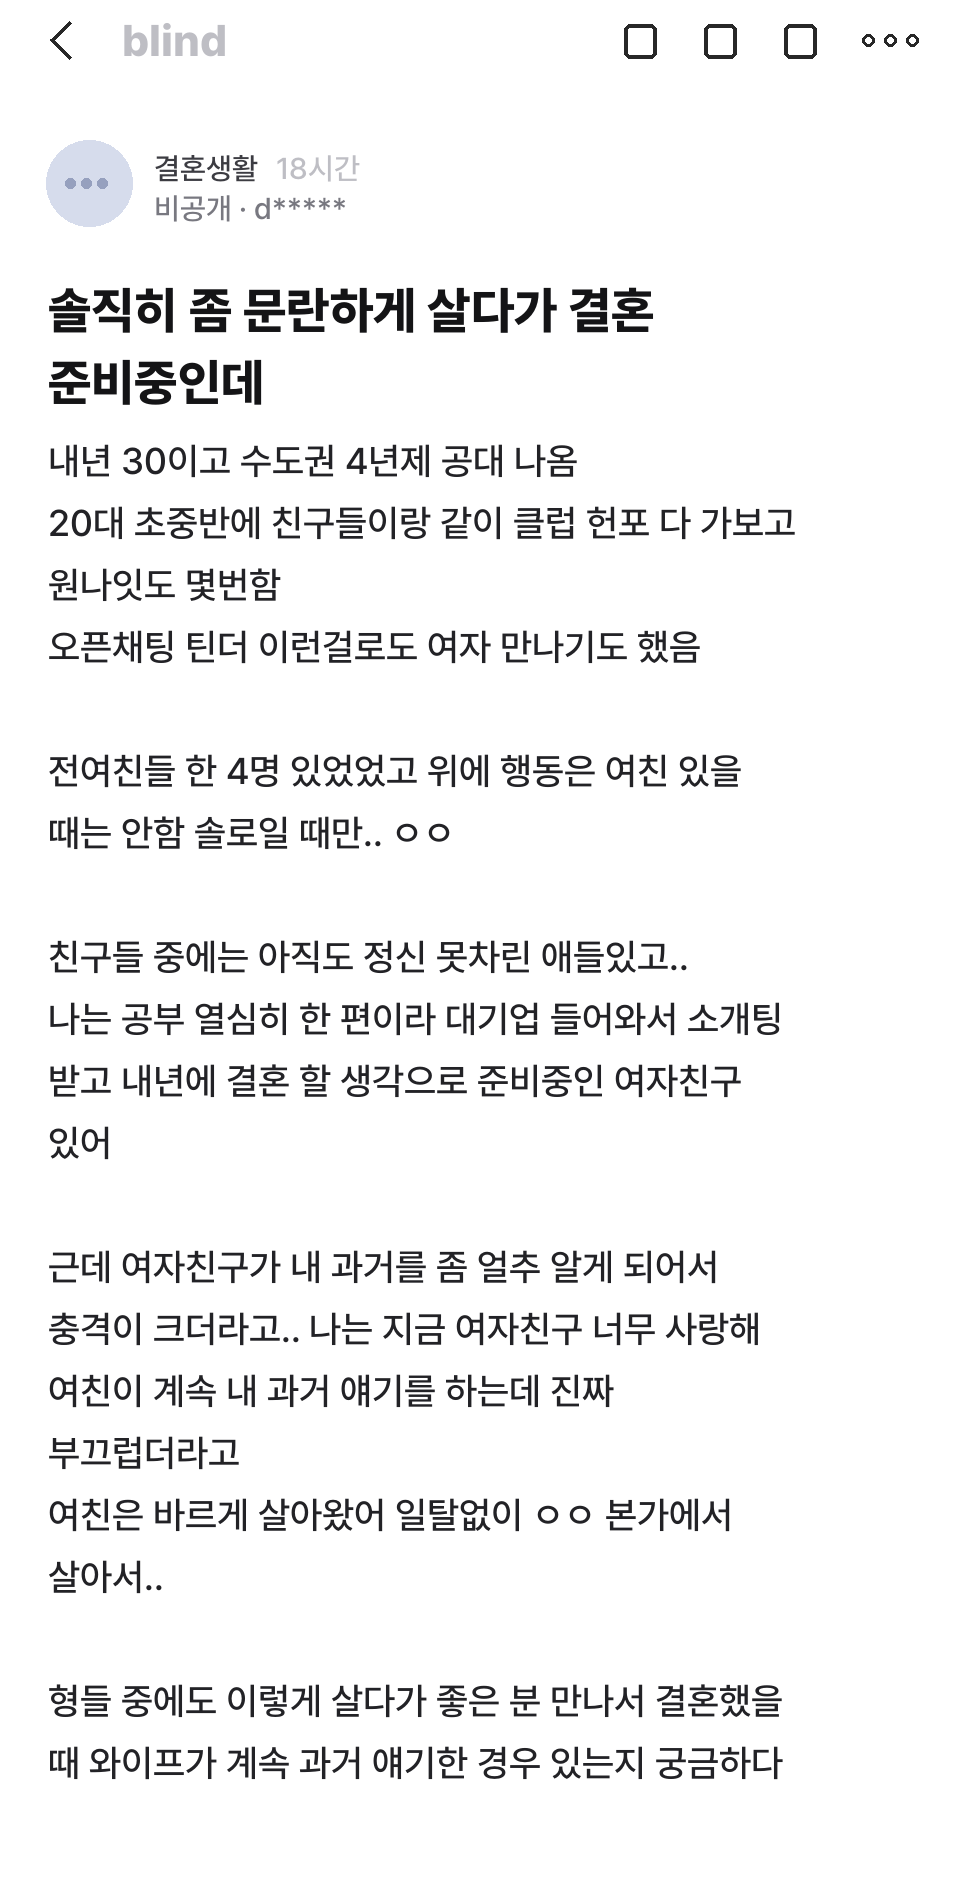 blind
결혼생활 18시간
비공개 · d*****
솔직히 좀 문란하게 살다가 결혼
준비중인데
내년 30이고 수도권 4년제 공대 나옴
20대 초중반에 친구들이랑 같이 클럽 헌포 다 가보고
원나잇도 몇번함
오픈채팅 틴더 이런걸로도 여자 만나기도 했음
전여친들 한 4명 있었었고 위에 행동은 여친 있을
때는 안함 솔로일 때만.. ㅇㅇ
친구들 중에는 아직도 정신 못차린 애들있고..
나는 공부 열심히 한 편이라 대기업 들어와서 소개팅
받고 내년에 결혼 할 생각으로 준비중인 여자친구
있어
근데 여자친구가 내 과거를 좀 얼추 알게 되어서
충격이 크더라고.. 나는 지금 여자친구 너무 사랑해
여친이 계속 내 과거 얘기를 하는데 진짜
부끄럽더라고
여친은 바르게 살아왔어 일탈없이 ㅇㅇ 본가에서
살아서..
형들 중에도 이렇게 살다가 좋은 분 만나서 결혼했을
때 와이프가 계속 과거 얘기한 경우 있는지 궁금하다